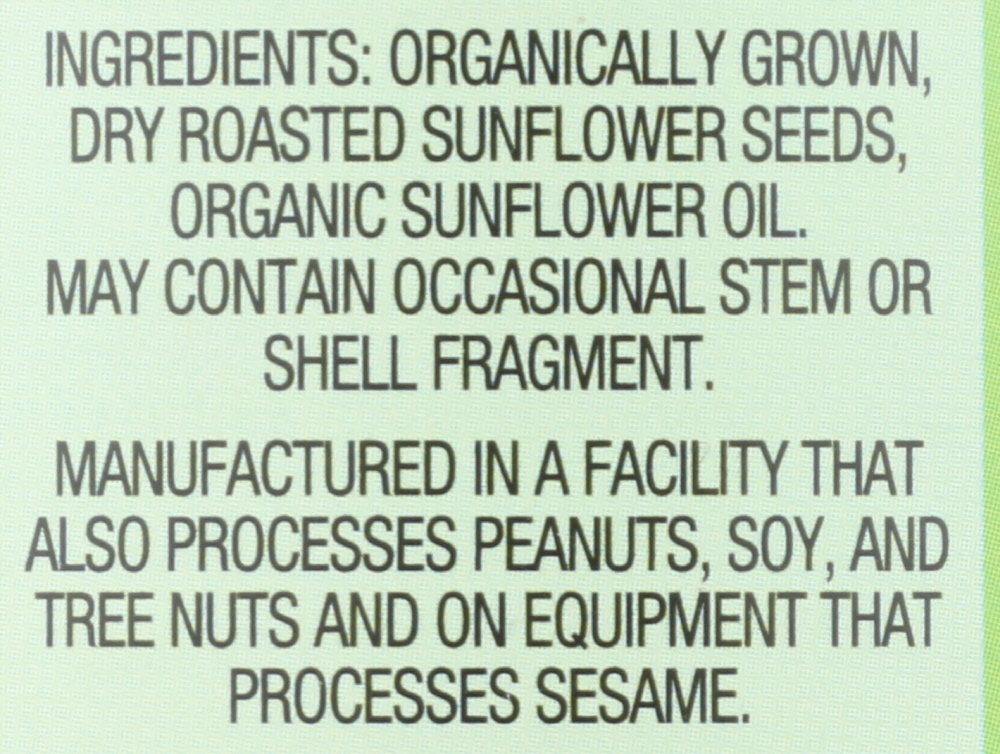 INGREDIENTS: ORGANICALLY GROWN,
DRY ROASTED SUNFLOWER SEEDS,
ORGANIC SUNFLOWER OIL.
MAY CONTAIN OCCASIONAL STEM OR
SHELL FRAGMENT.
MANUFACTURED IN A FACILITY THAT
ALSO PROCESSES PEANUTS, SOY, AND
TREE NUTS AND ON EQUIPMENT THAT
PROCESSES SESAME.